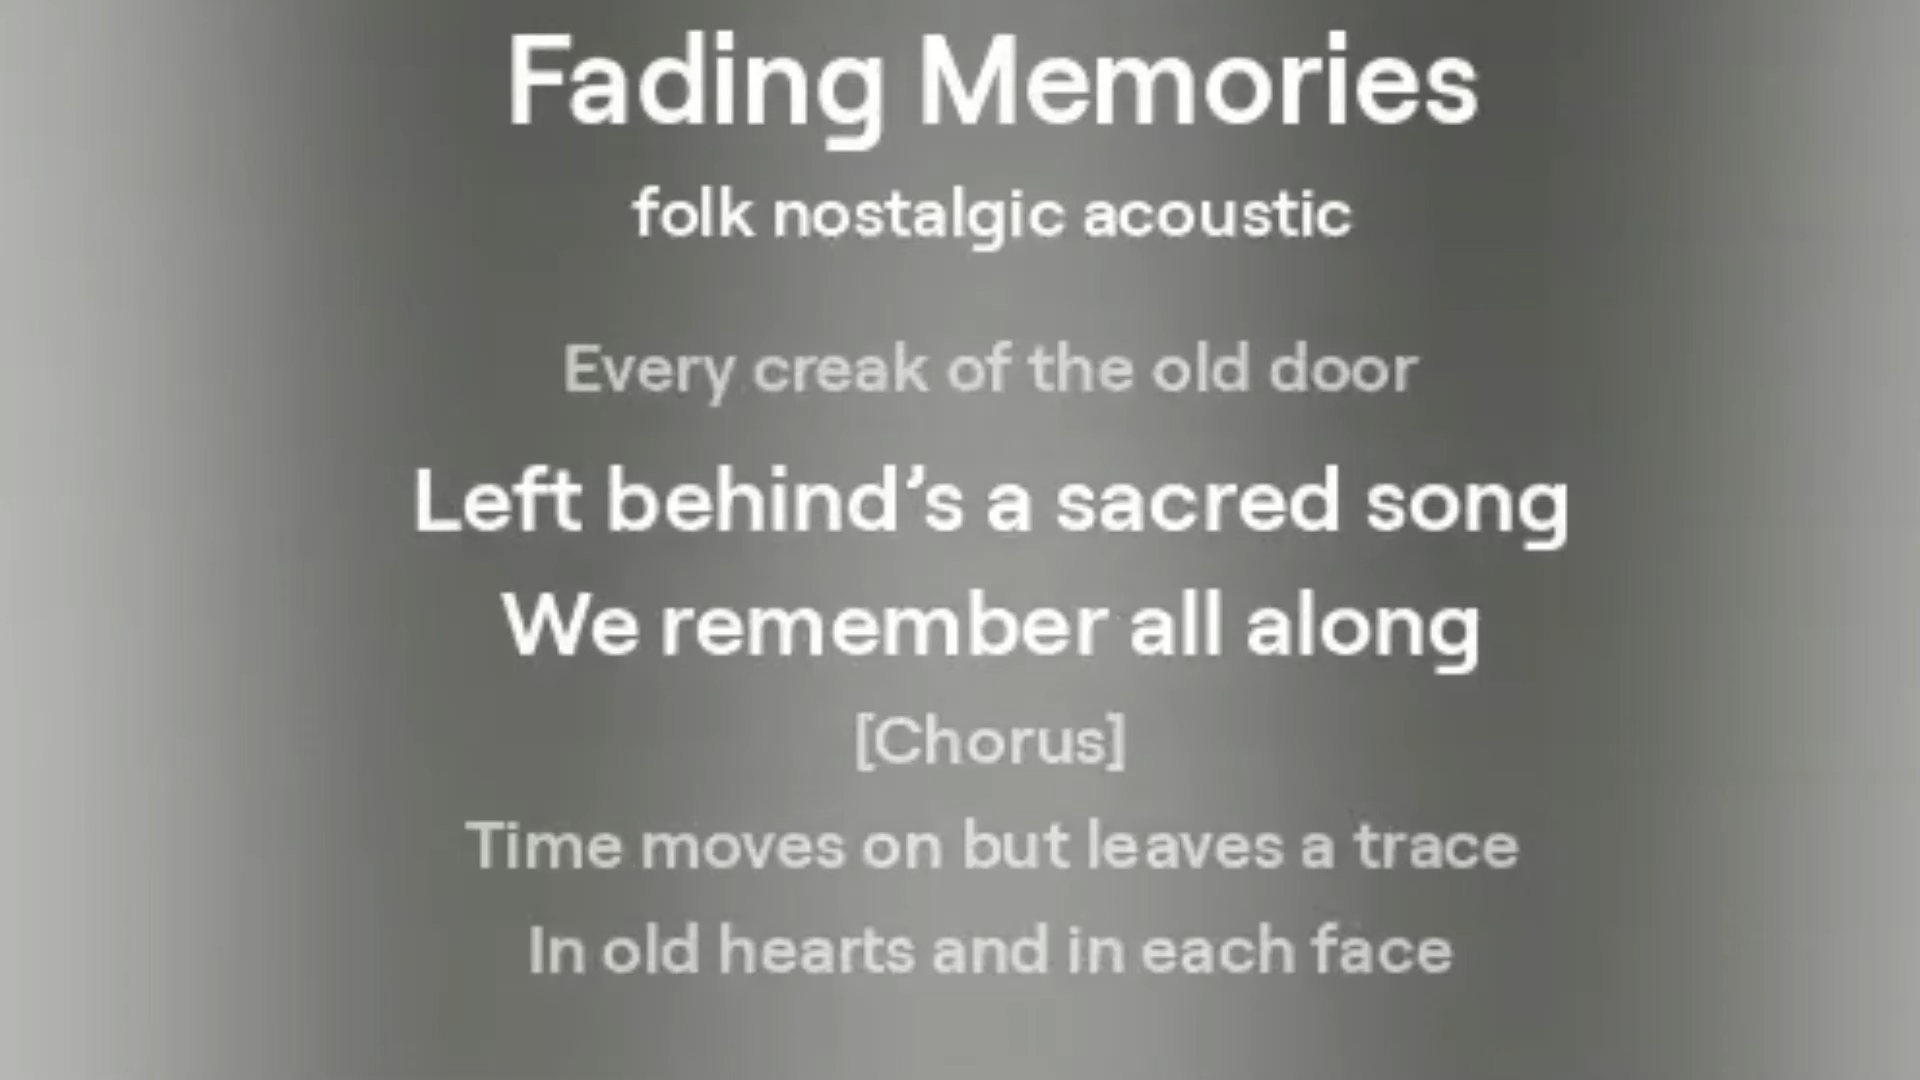 Fading Memories
folk nostalgic acoustic
Every creak of the old door
Left behind’s a sacred song
We remember all along
[Chorus]
Time moves on but leaves a trace
In old hearts and in each face